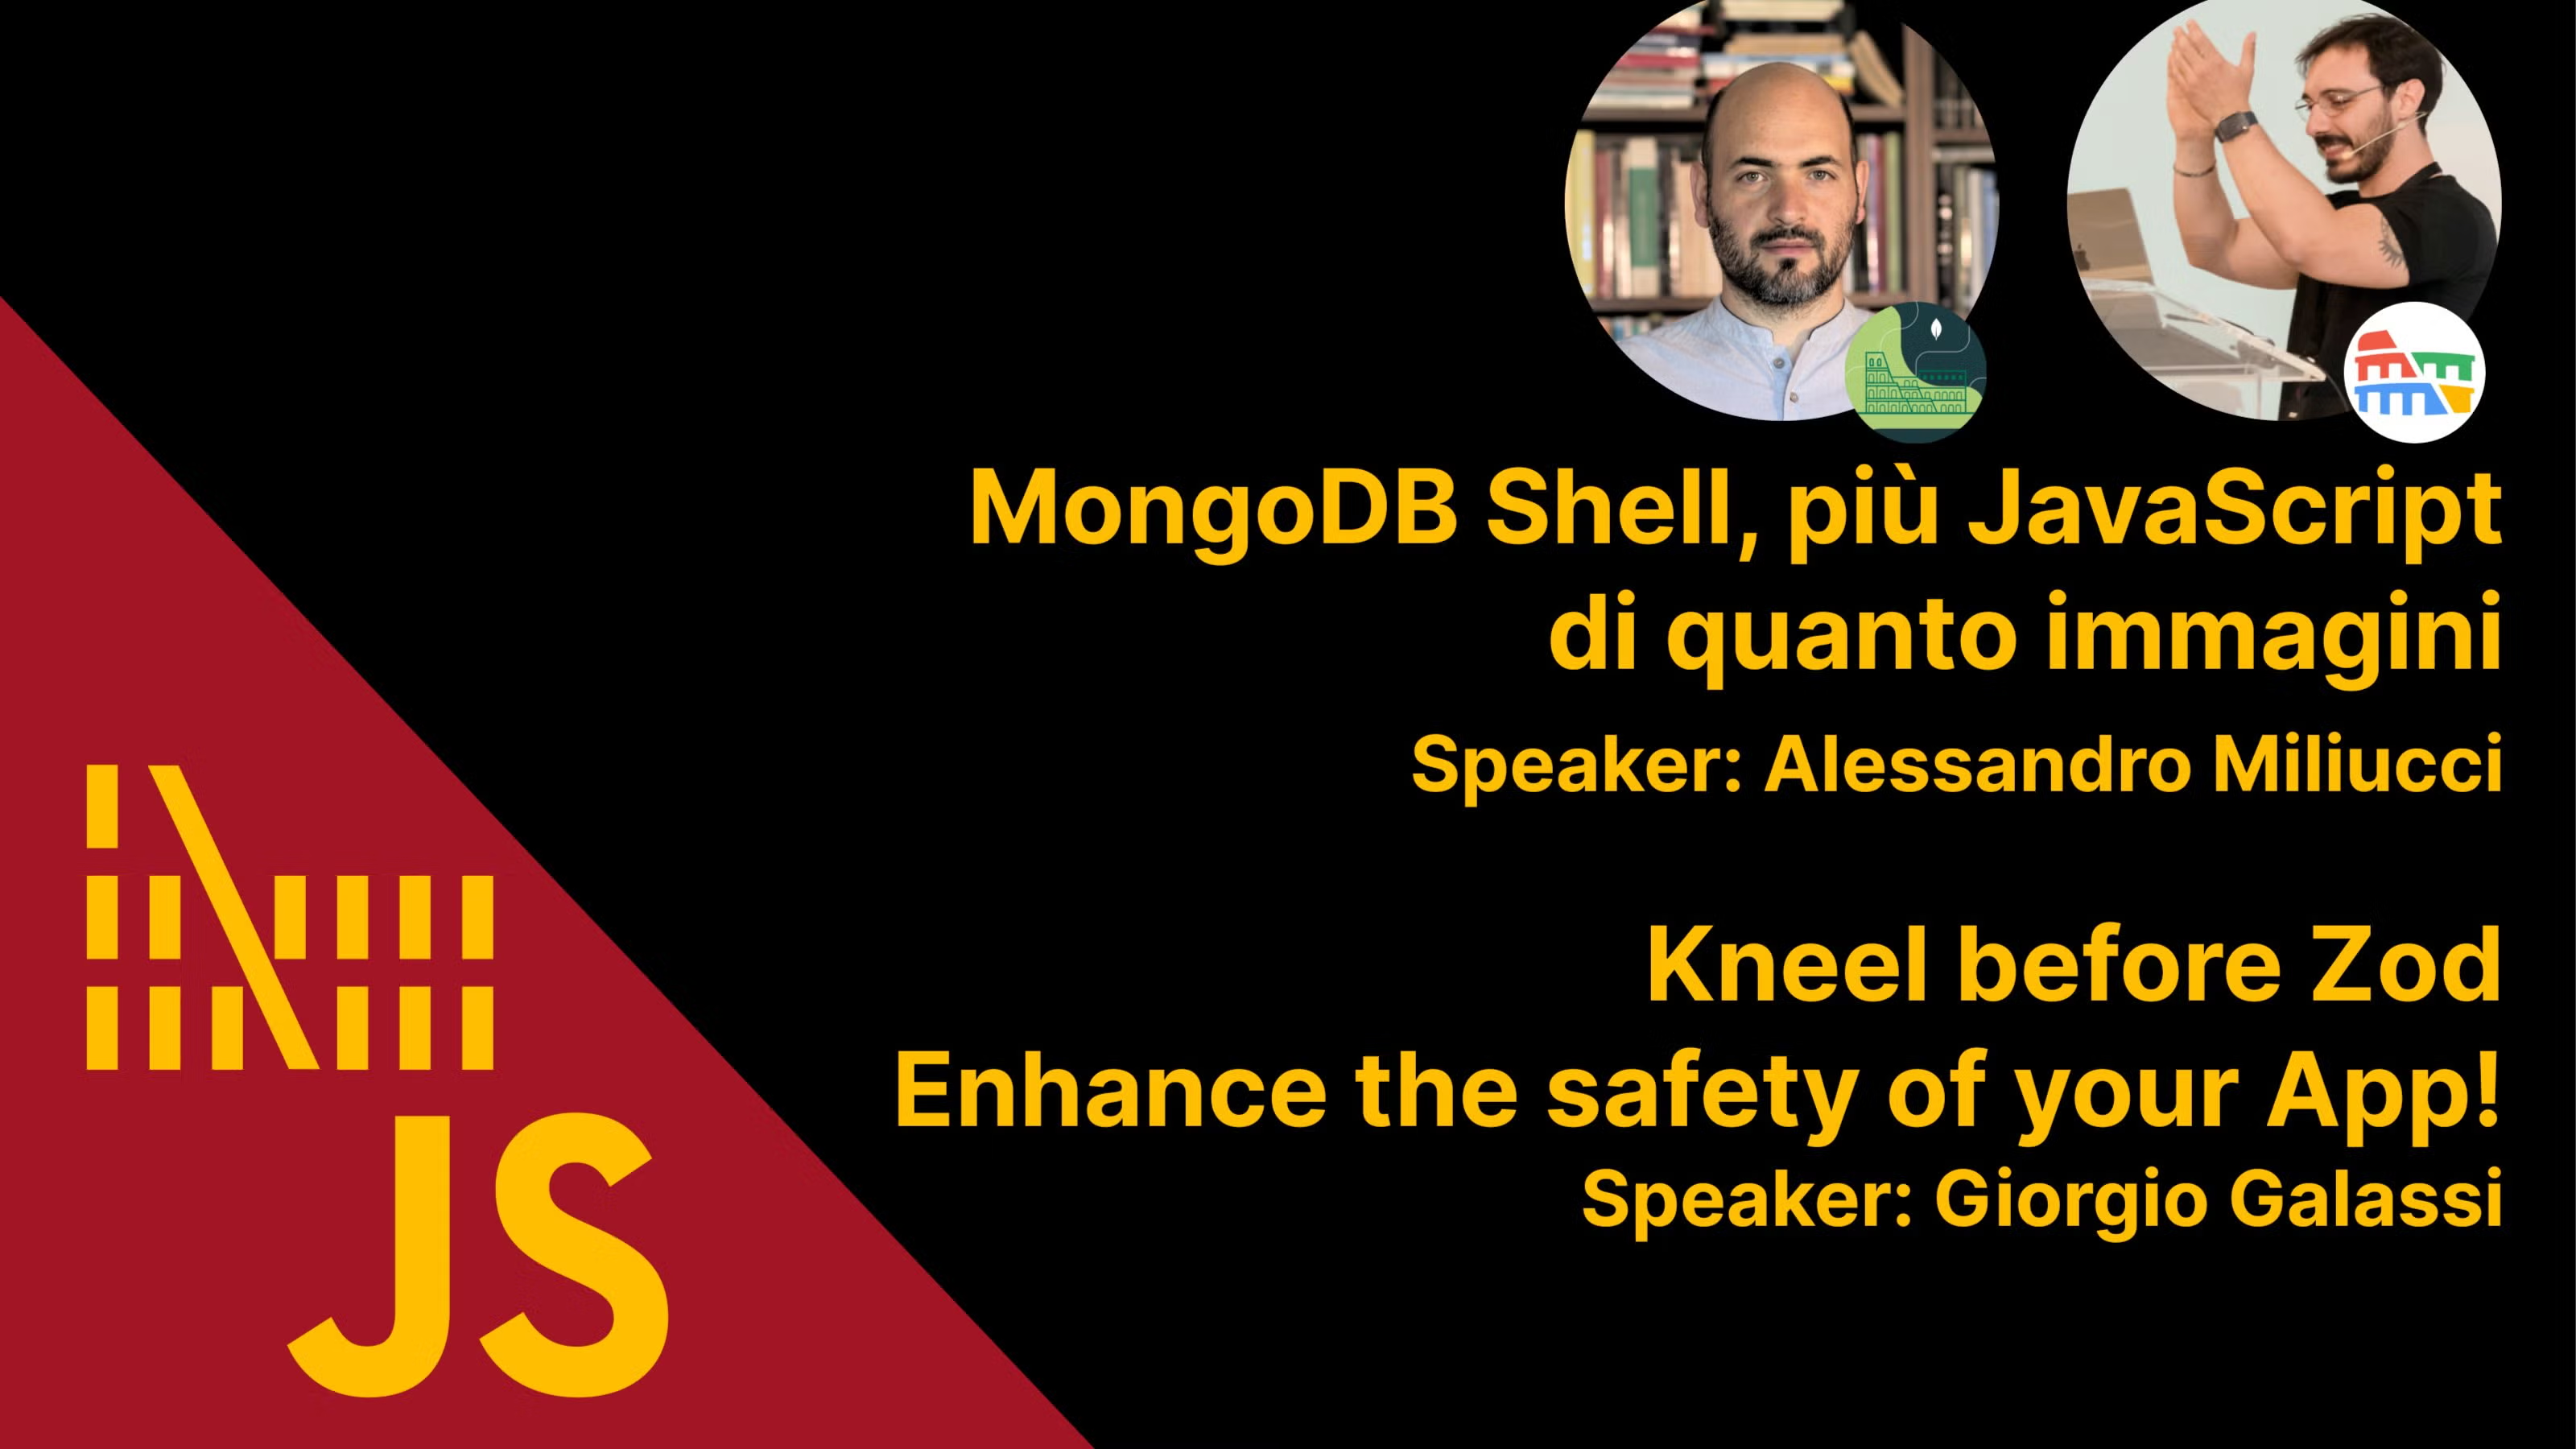 MongoDB Shell, più JavaScript
di quanto immagini
Speaker: Alessandro Miliucci
Kneel before Zod
Enhance the safety of your App!
Speaker: Giorgio Galassi
JS